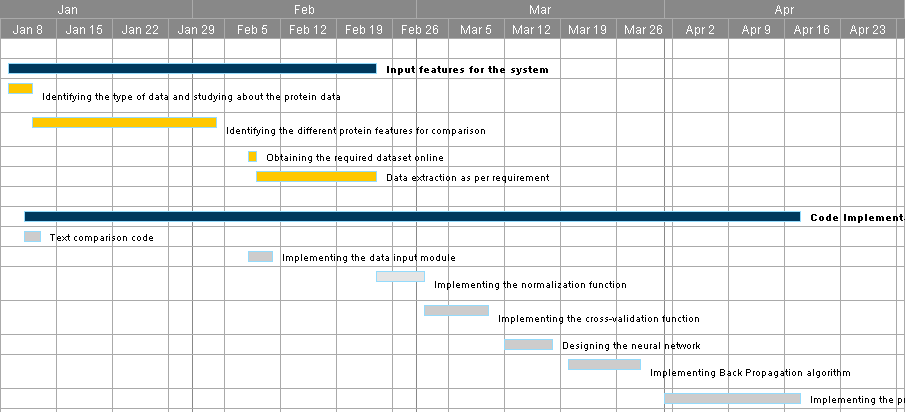 Jan Feb Mar Apr
Jan 8 Jan 15 Jan 22 Jan 29 Feb 5 Feb 12 Feb 19 Feb 26 Mar 5 Mar 12 Mar 19 Mar 26 Apr 2 Apr 9 Apr 16 Apr 23
Input features for the system
Identifying the type of data and studying about the protein data
Identifying the different protein features for comparison
Obtaining the required dataset online
Data extraction as per requirement
Code Implement
Text comparison code
Implementing the data input module
Implementing the normalization function
Implementing the cross-validation function
Designing the neural network
Implementing Back Propagation algorithm
Implementing the